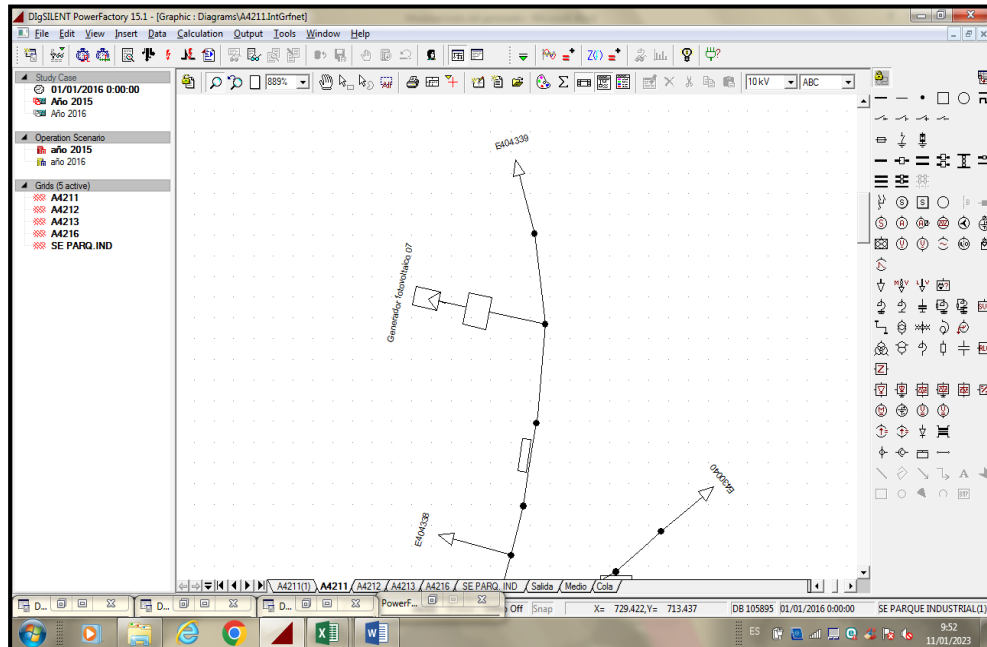 DIgSILENT PowerFactory 15.1 - [Graphic : Diagrams\A4211.IntGrfnet]
File Edit View Insert Data Calculation Output Tools Window Help
889% 10 kV ABC
Study Case
01/01/2016 0:00:00
Año 2015
Año 2016
Operation Scenario
año 2015
año 2016
Grids (5 active)
A4211
A4212
A4213
A4216
SE PARQ.IND
E404339
Generador fotovoltaico 07
E430040
E404338
A4211(1) A4211 A4212 A4213 A4216 SE PARQ. IND Salida Medio Cola
D... D... D... PowerF... Off Snap X= 729.422,Y= 713.437 DB 105895 01/01/2016 0:00:00 SE PARQUE INDUSTRIAL(1)
ES 9:52
11/01/2023